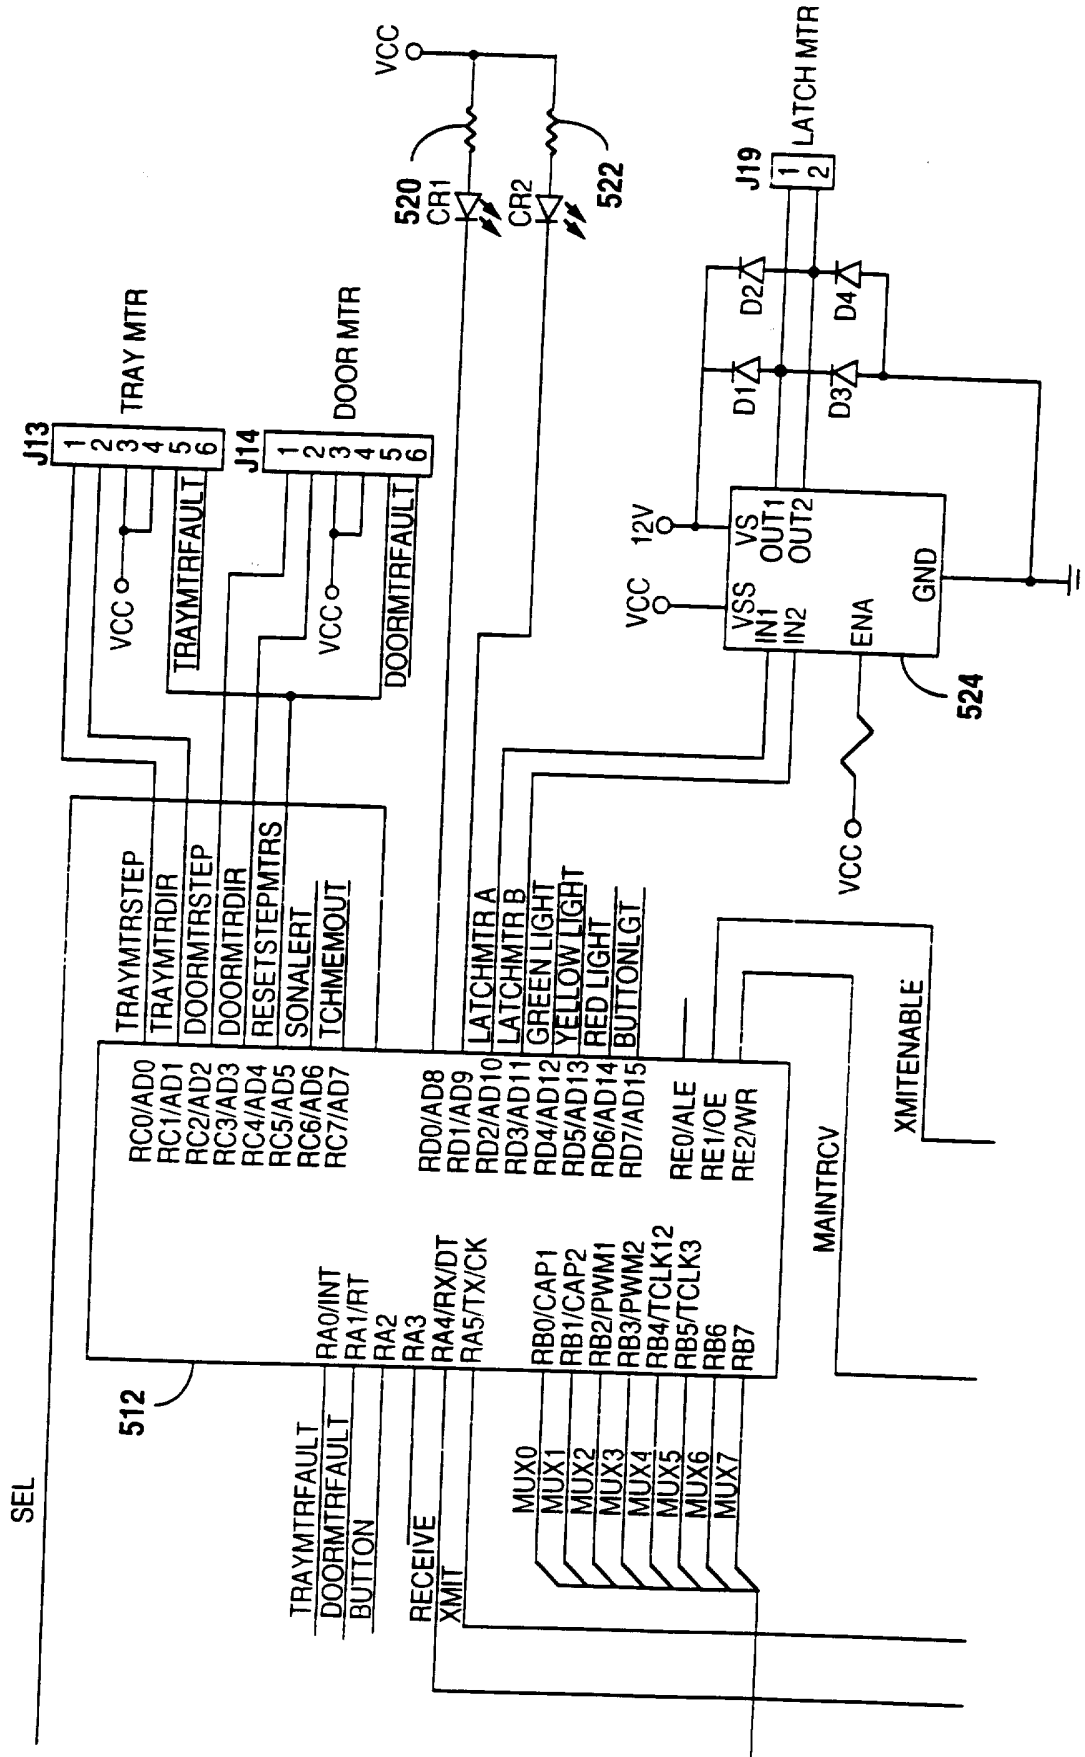 SEL
512
TRAYMTRFAULT
DOORMTRFAULT
BUTTON
RECEIVE
XMIT
MUX0
MUX1
MUX2
MUX3
MUX4
MUX5
MUX6
MUX7
RA0/INT
RA1/RT
RA2
RA3
RA4/RX/DT
RA5/TX/CK
RB0/CAP1
RB1/CAP2
RB2/PWM1
RB3/PWM2
RB4/TCLK12
RB5/TCLK3
RB6
RB7
RC0/AD0
RC1/AD1
RC2/AD2
RC3/AD3
RC4/AD4
RC5/AD5
RC6/AD6
RC7/AD7
RD0/AD8
RD1/AD9
RD2/AD10
RD3/AD11
RD4/AD12
RD5/AD13
RD6/AD14
RD7/AD15
RE0/ALE
RE1/OE
RE2/WR
MAINTRCV
XMITENABLE
TRAYMTRSTEP
TRAYMTRDIR
DOORMTRSTEP
DOORMTRDIR
RESETSTEPMTRS
SONALERT
TCHMEMOUT
LATCHMTR A
LATCHMTR B
GREEN LIGHT
YELLOW LIGHT
RED LIGHT
BUTTONLGT
J13
1
2
3
4
5
6
TRAY MTR
VCC
TRAYMTRFAULT
J14
1
2
3
4
5
6
DOOR MTR
VCC
DOORMTRFAULT
VCC
520
CR1
CR2
522
12V
VCC
VSS
VS
IN1
OUT1
IN2
OUT2
ENA
GND
524
VCC
D1
D2
D3
D4
J19
1
2
LATCH MTR